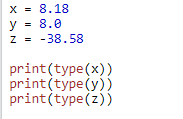 x = 8.18
y = 8.0
z = -38.58
print(type(x))
print(type(y))
print(type(z))